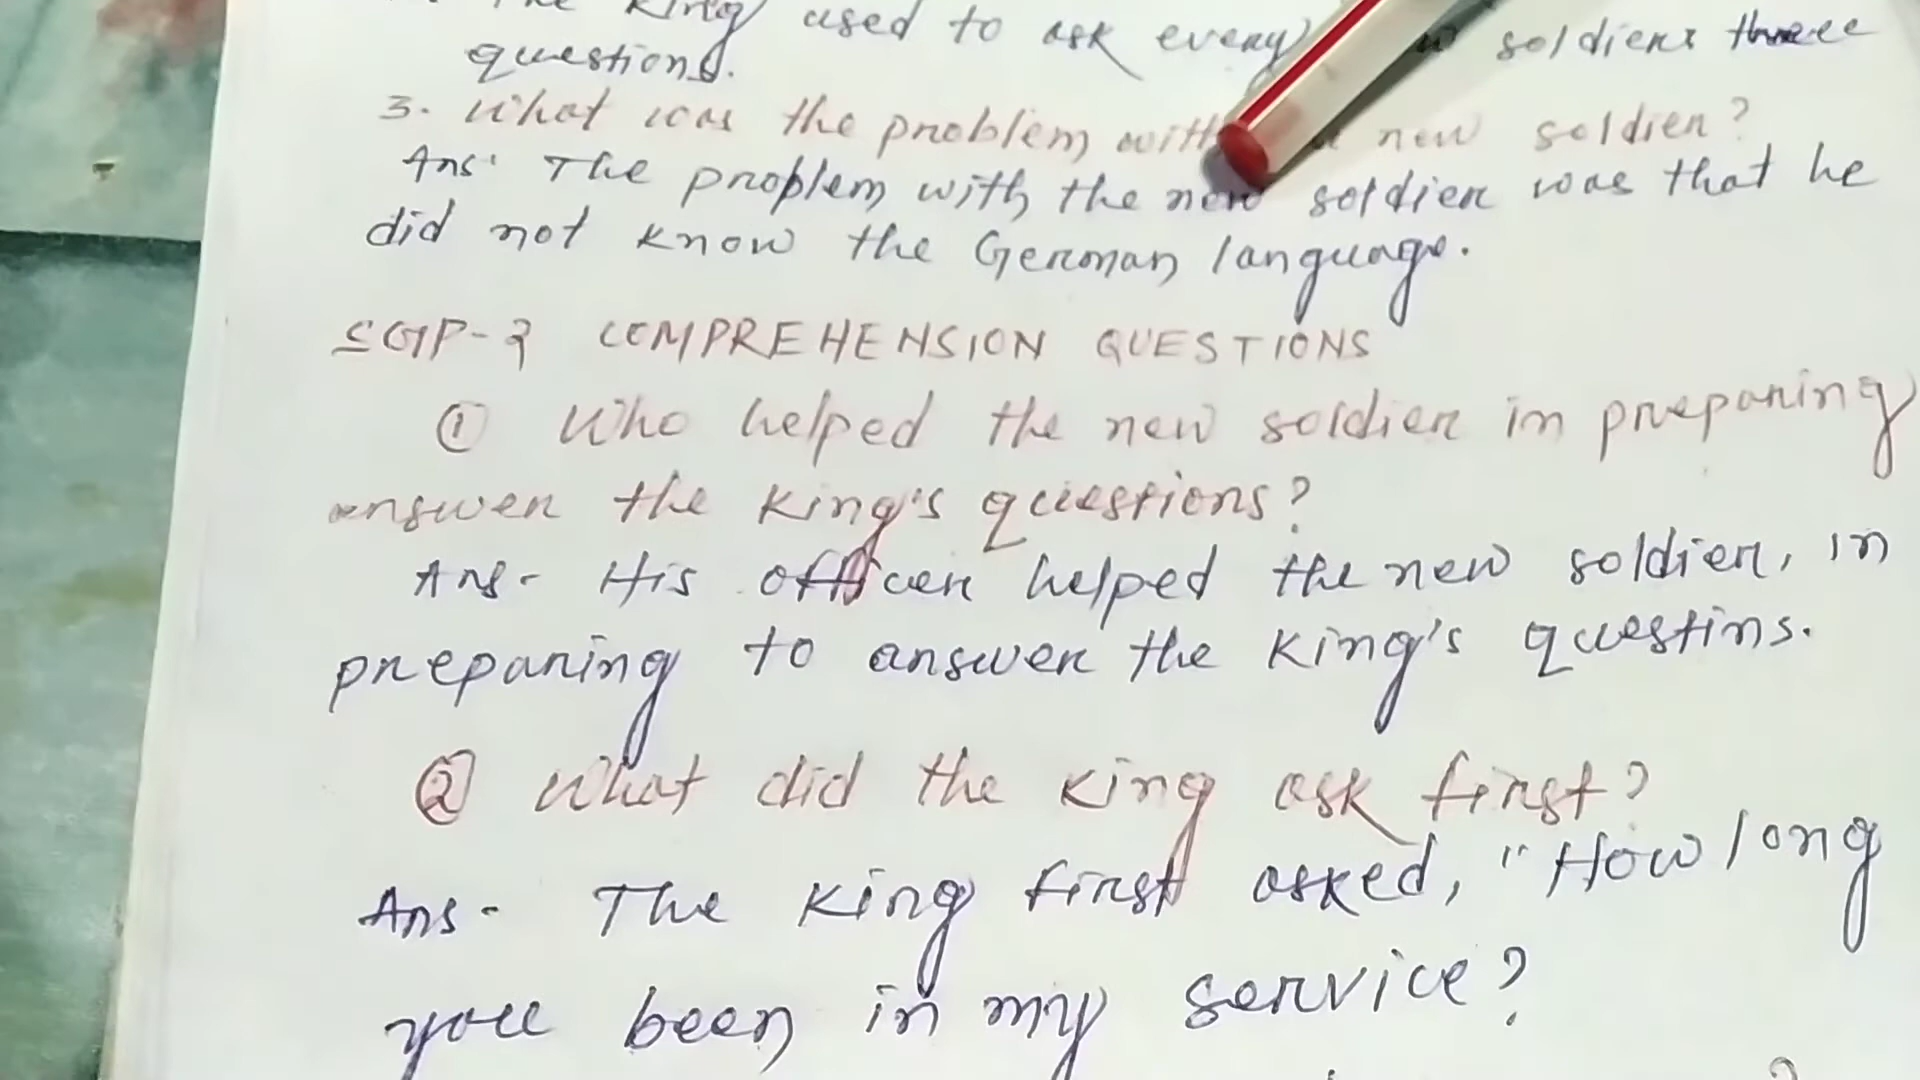 The King used to ask every soldiers three
questions.
3. What was the problem with new soldier?
Ans: The problem with the new soldier was that he
did not know the German language.
SGP-2 COMPREHENSION QUESTIONS
① Who helped the new soldier in preparing
answer the King's questions?
Ans- His officer helped the new soldier, in
preparing to answer the King's questins.
② What did the King ask first?
Ans- The King first asked, "How long
you been in my service?